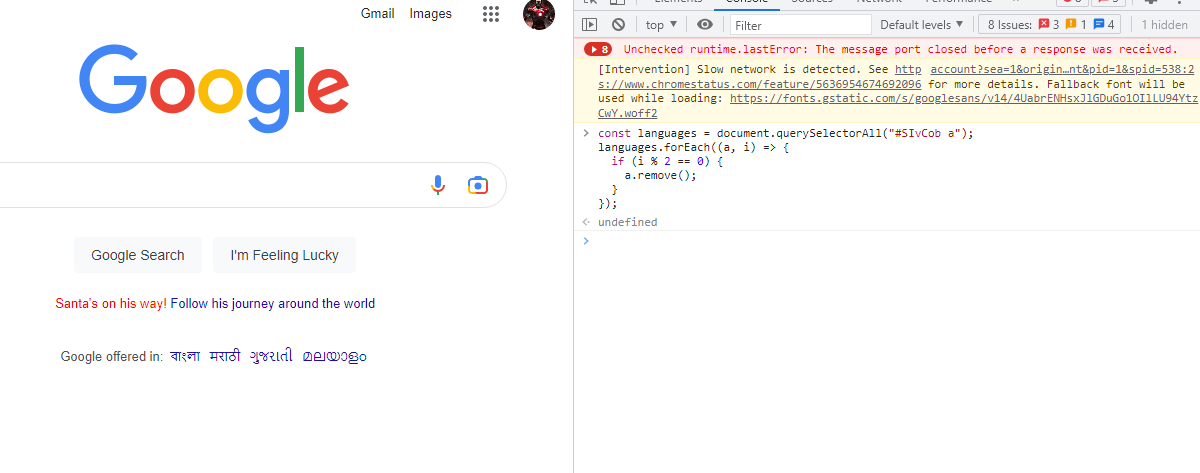 Gmail Images
Google
Google Search I'm Feeling Lucky
Santa's on his way! Follow his journey around the world
Google offered in: বাংলা मराठी ગુજરાતી മലയാളം
Console
top ▼ Filter Default levels ▼ 8 Issues: 3 1 4 1 hidden
8 Unchecked runtime.lastError: The message port closed before a response was received.
[Intervention] Slow network is detected. See http account?sea=1&origin…nt&pid=1&spid=538:2
s://www.chromestatus.com/feature/5636954674692096 for more details. Fallback font will be
used while loading: https://fonts.gstatic.com/s/googlesans/v14/4UabrENHsxJlGDuGo1OIlLU94Ytz
CwY.woff2
> const languages = document.querySelectorAll("#SIvCob a");
languages.forEach((a, i) => {
if (i % 2 == 0) {
a.remove();
}
});
undefined
>